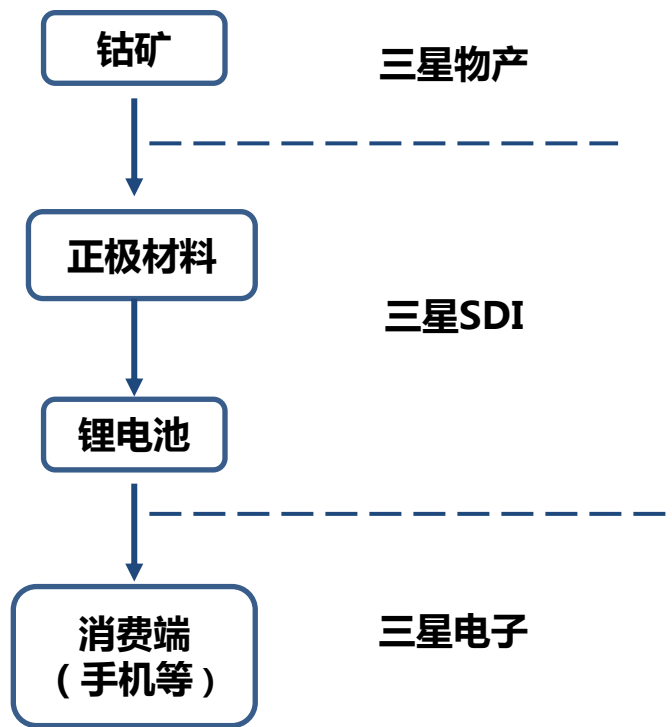 钴矿
三星物产
正极材料
三星SDI
锂电池
消费端
（手机等）
三星电子